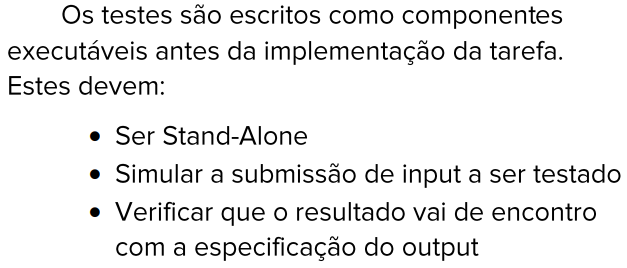 Os testes são escritos como componentes
executáveis antes da implementação da tarefa.
Estes devem:
• Ser Stand-Alone
• Simular a submissão de input a ser testado
• Verificar que o resultado vai de encontro
com a especificação do output